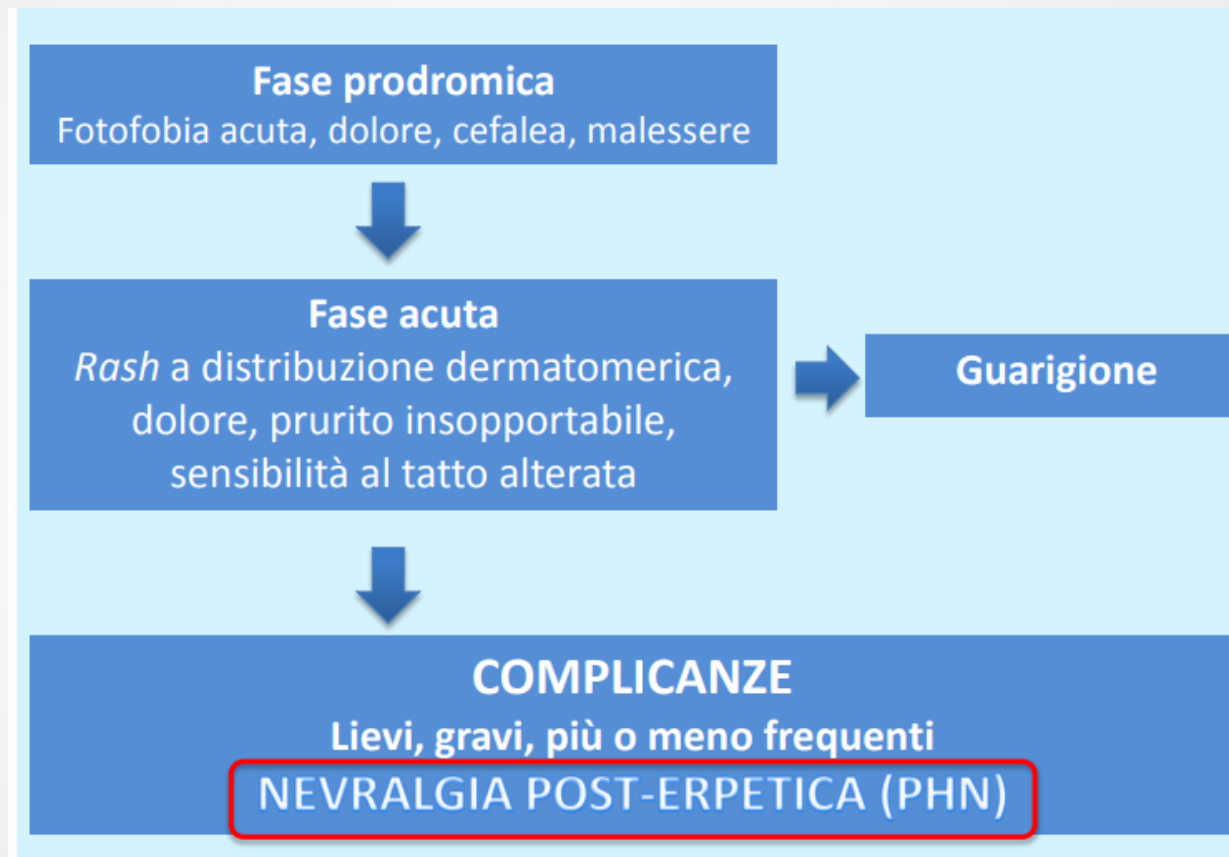 Fase prodromica
Fotofobia acuta, dolore, cefalea, malessere
Fase acuta
Rash a distribuzione dermatomerica,
dolore, prurito insopportabile,
sensibilità al tatto alterata
Guarigione
COMPLICANZE
Lievi, gravi, più o meno frequenti
NEVRALGIA POST-ERPETICA (PHN)